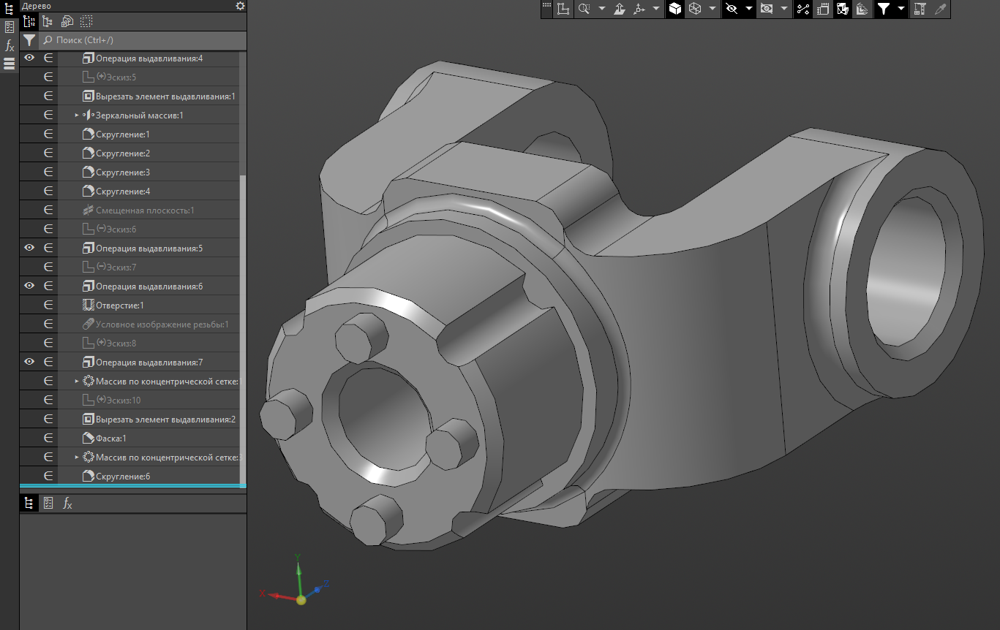 Дерево
Поиск (Ctrl+/)
Операция выдавливания:4
(+)Эскиз:5
Вырезать элемент выдавливания:1
Зеркальный массив:1
Скругление:1
Скругление:2
Скругление:3
Скругление:4
Смещенная плоскость:1
(−)Эскиз:6
Операция выдавливания:5
(−)Эскиз:7
Операция выдавливания:6
Отверстие:1
Условное изображение резьбы:1
(+)Эскиз:8
Операция выдавливания:7
Массив по концентрической сетке:
(+)Эскиз:10
Вырезать элемент выдавливания:2
Фаска:1
Массив по концентрической сетке:
Скругление:6
Y
Z
X